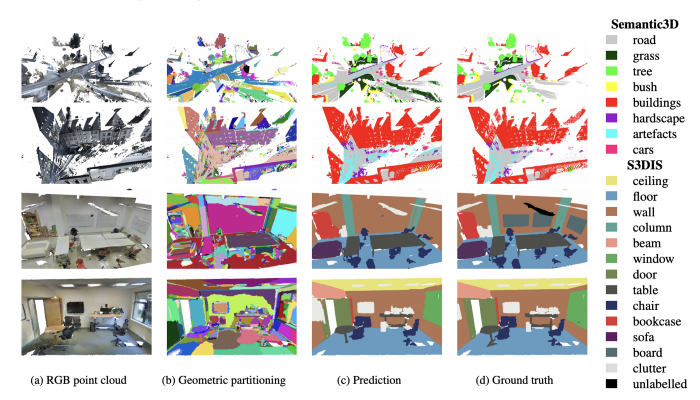 Semantic3D
road
grass
tree
bush
buildings
hardscape
artefacts
cars
S3DIS
ceiling
floor
wall
column
beam
window
door
table
chair
bookcase
sofa
board
clutter
unlabelled
(a) RGB point cloud
(b) Geometric partitioning
(c) Prediction
(d) Ground truth